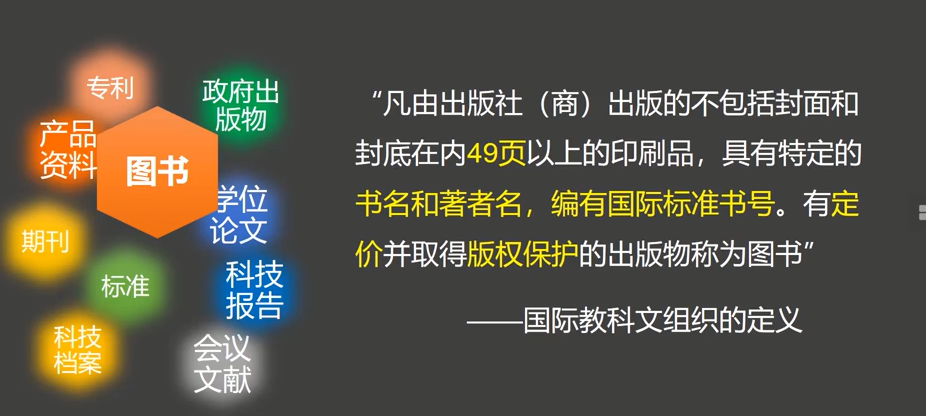 专利
政府出
版物
产品
资料
图书
学位
论文
期刊
标准
科技
报告
科技
档案
会议
文献
“凡由出版社（商）出版的不包括封面和
封底在内49页以上的印刷品，具有特定的
书名和著者名，编有国际标准书号。有定
价并取得版权保护的出版物称为图书”
——国际教科文组织的定义